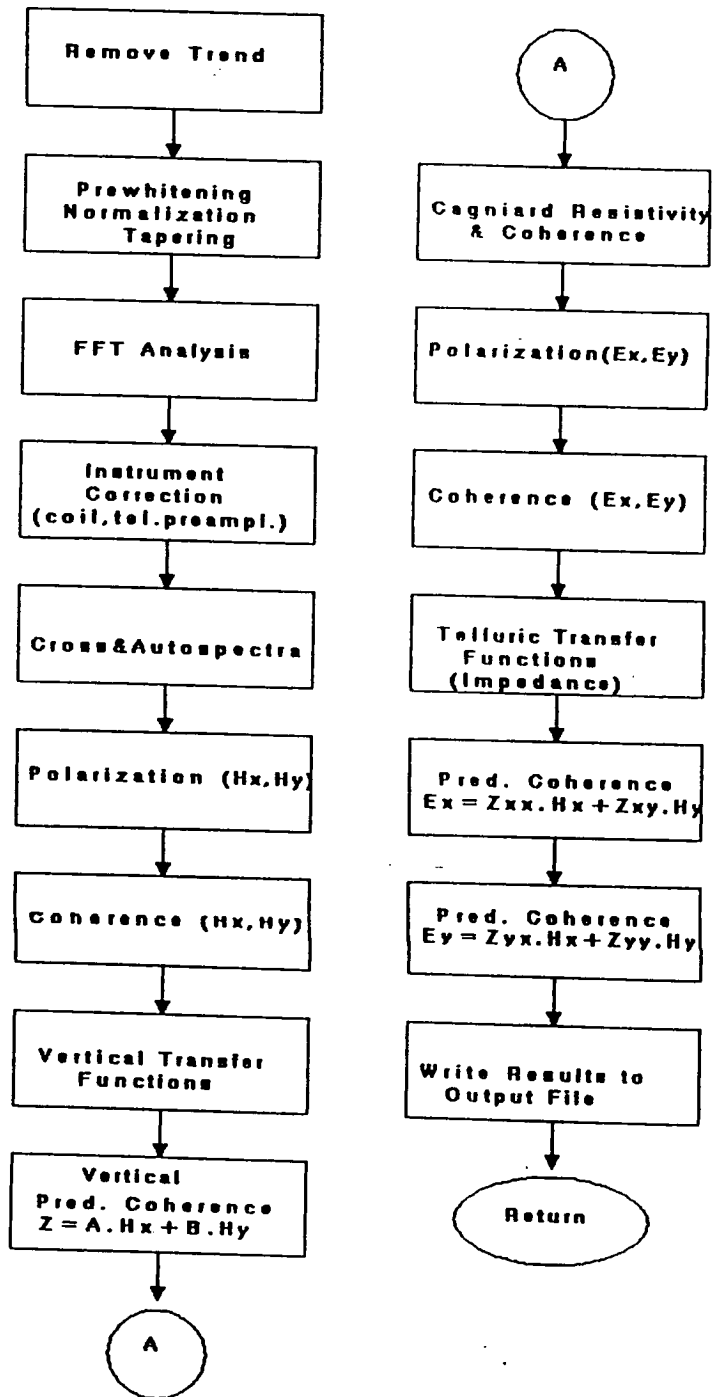 Remove Trend
Prewhitening
Normalization
Tapering
FFT Analysis
Instrument
Correction
(coil,tel.preampl.)
Cross&Autospectra
Polarization (Hx,Hy)
Coherence (Hx,Hy)
Vertical Transfer
Functions
Vertical
Pred. Coherence
Z = A.Hx + B.Hy
A
A
Cagniard Resistivity
& Coherence
Polarization(Ex,Ey)
Coherence (Ex,Ey)
Telluric Transfer
Functions
(Impedance)
Pred. Coherence
Ex = Zxx.Hx + Zxy.Hy
Pred. Coherence
Ey = Zyx.Hx + Zyy.Hy
Write Results to
Output File
Return